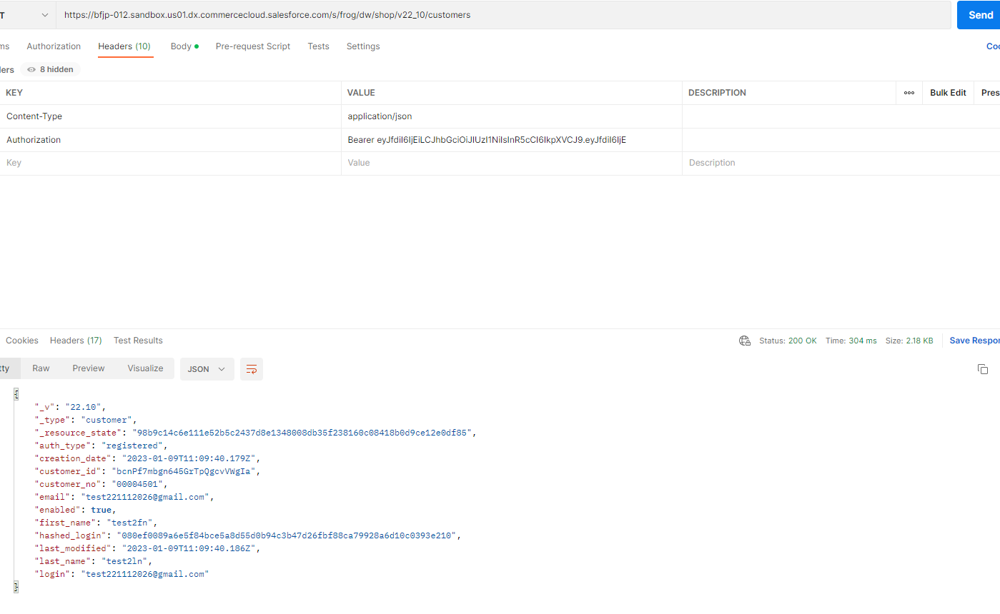 T https://bfjp-012.sandbox.us01.dx.commercecloud.salesforce.com/s/frog/dw/shop/v22_10/customers Send
ms Authorization Headers (10) Body Pre-request Script Tests Settings Coo
lers 8 hidden
KEY VALUE DESCRIPTION ooo Bulk Edit Pres
Content-Type application/json
Authorization Bearer eyJfdiI6IjEiLCJhbGciOiJIUzI1NiIsInR5cCI6IkpXVCJ9.eyJfdiI6IjE
Key Value Description
Cookies Headers (17) Test Results Status: 200 OK Time: 304 ms Size: 2.18 KB Save Respor
tty Raw Preview Visualize JSON
{
"_v": "22.10",
"_type": "customer",
"_resource_state": "98b9c14c6e111e52b5c2437d8e1348008db35f238160c08418b0d9ce12e0df85",
"auth_type": "registered",
"creation_date": "2023-01-09T11:09:40.179Z",
"customer_id": "bcnPf7mbgn645GrTpQgcvVWgIa",
"customer_no": "00004501",
"email": "test221112026@gmail.com",
"enabled": true,
"first_name": "test2fn",
"hashed_login": "080ef0089a6e5f84bce5a8d55d0b94c3b47d26fbf88ca79928a6d10c0393e210",
"last_modified": "2023-01-09T11:09:40.186Z",
"last_name": "test2ln",
"login": "test221112026@gmail.com"
}